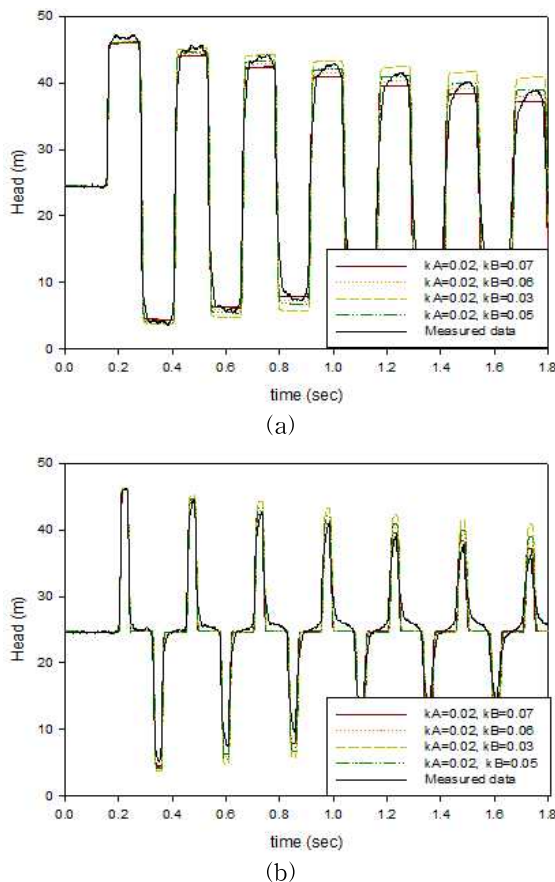 50
40
30
20
10
0
Head (m)
kA=0.02, kB=0.07
kA=0.02, kB=0.06
kA=0.02, kB=0.03
kA=0.02, kB=0.05
Measured data
0.0 0.2 0.4 0.6 0.8 1.0 1.2 1.4 1.6 1.8
time (sec)
(a)
50
40
30
20
10
0
Head (m)
kA=0.02, kB=0.07
kA=0.02, kB=0.06
kA=0.02, kB=0.03
kA=0.02, kB=0.05
Measured data
0.0 0.2 0.4 0.6 0.8 1.0 1.2 1.4 1.6 1.8
time (sec)
(b)